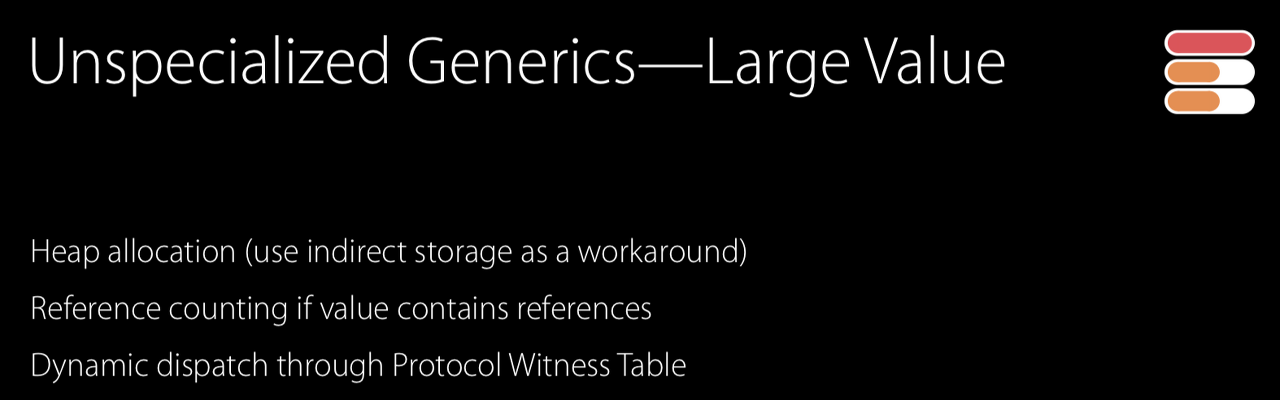 Unspecialized Generics—Large Value
Heap allocation (use indirect storage as a workaround)
Reference counting if value contains references
Dynamic dispatch through Protocol Witness Table